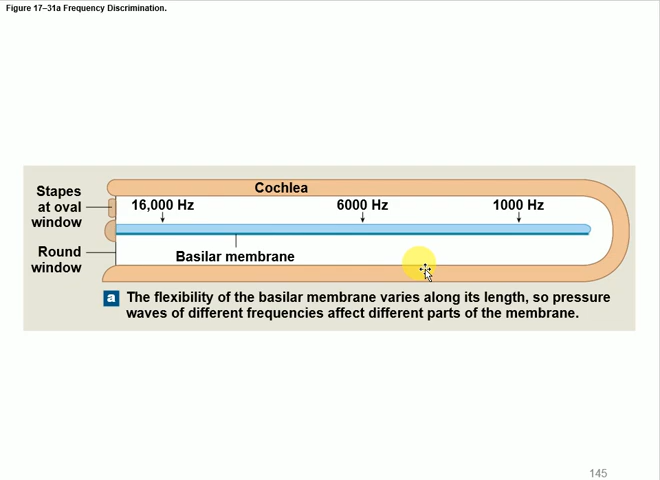 Figure 17–31a Frequency Discrimination.
Cochlea
Stapes
at oval
window
16,000 Hz
6000 Hz
1000 Hz
Round
window
Basilar membrane
a The flexibility of the basilar membrane varies along its length, so pressure
waves of different frequencies affect different parts of the membrane.
145